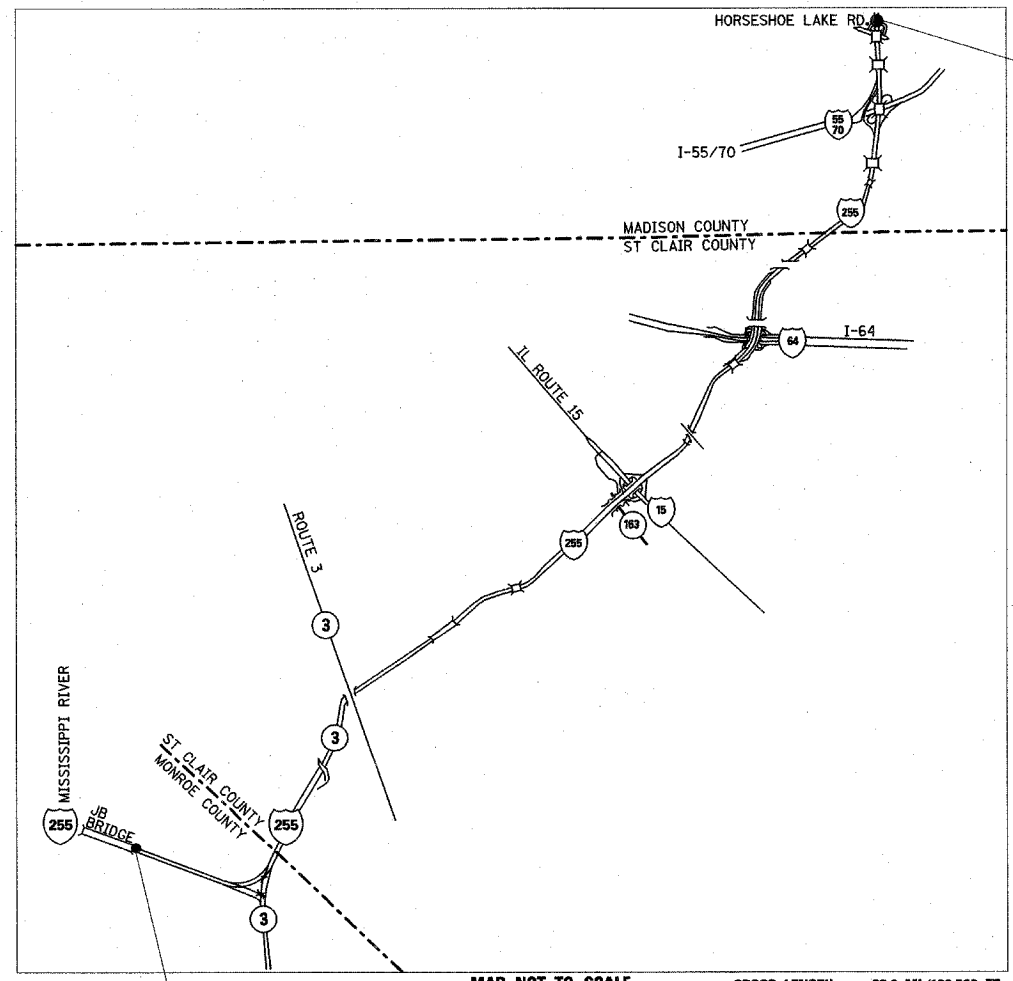 HORSESHOE LAKE RD.
55
70
I-55/70
255
MADISON COUNTY
ST CLAIR COUNTY
I-64
64
IL ROUTE 15
15
163
255
ROUTE 3
3
MISSISSIPPI RIVER
3
ST CLAIR COUNTY
MONROE COUNTY
255
JB
BRIDGE
255
3
MAP NOT TO SCALE
GROSS LENGTH